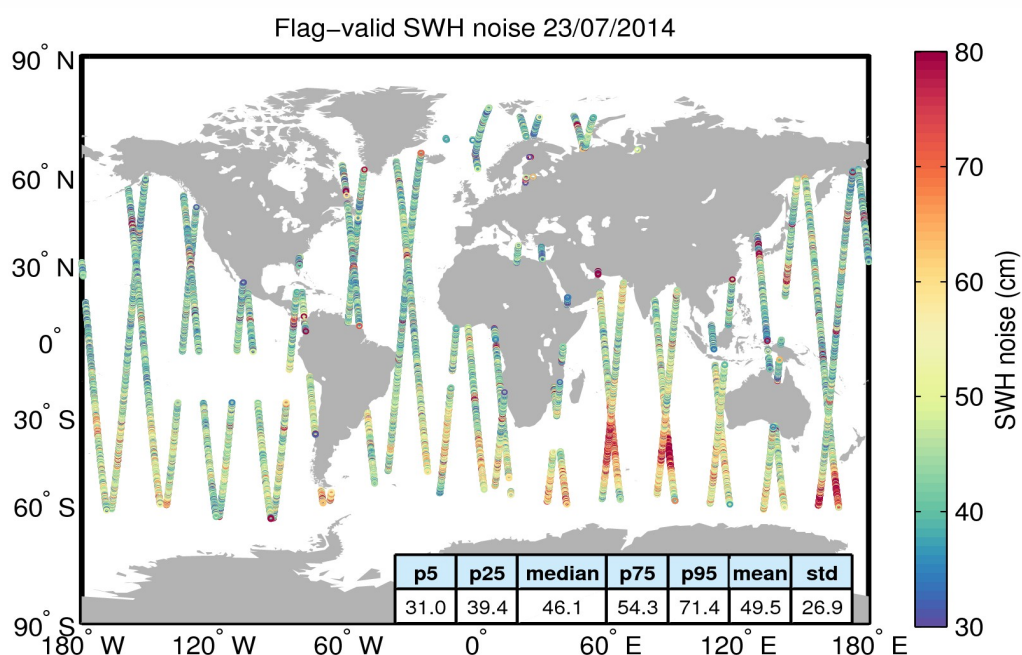 Flag−valid SWH noise 23/07/2014
90° N
60° N
30° N
0°
30° S
60° S
90° S
180° W 120° W 60° W 0° 60° E 120° E 180° E
p5 p25 median p75 p95 mean std
31.0 39.4 46.1 54.3 71.4 49.5 26.9
80
70
60
50
40
30
SWH noise (cm)